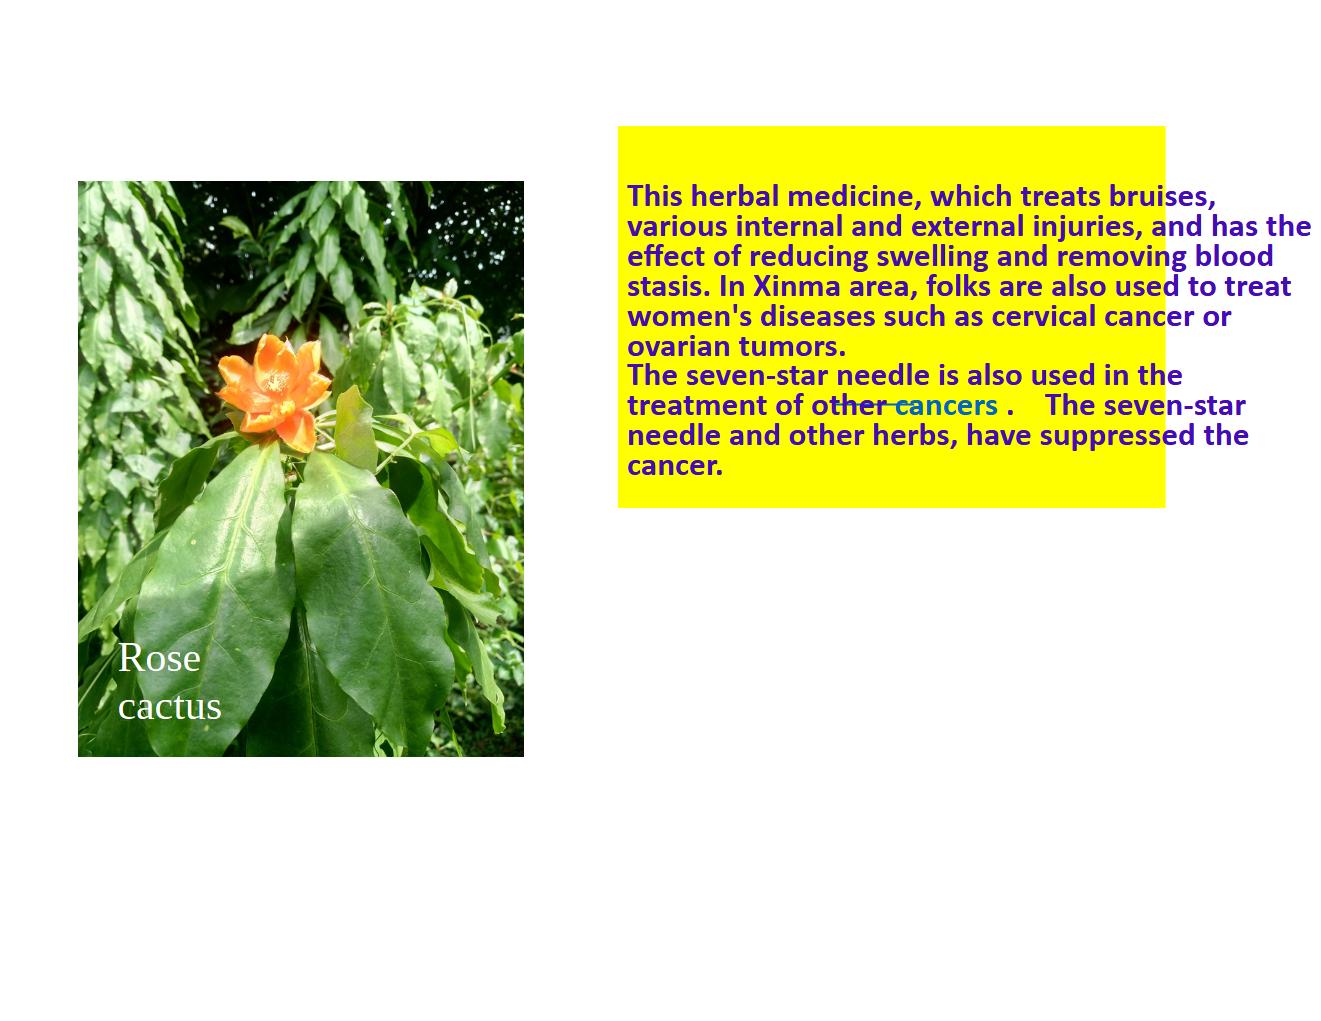 This herbal medicine, which treats bruises,
various internal and external injuries, and has the
effect of reducing swelling and removing blood
stasis. In Xinma area, folks are also used to treat
women's diseases such as cervical cancer or
ovarian tumors.
The seven-star needle is also used in the
treatment of other cancers .    The seven-star
needle and other herbs, have suppressed the
cancer.
Rose
cactus